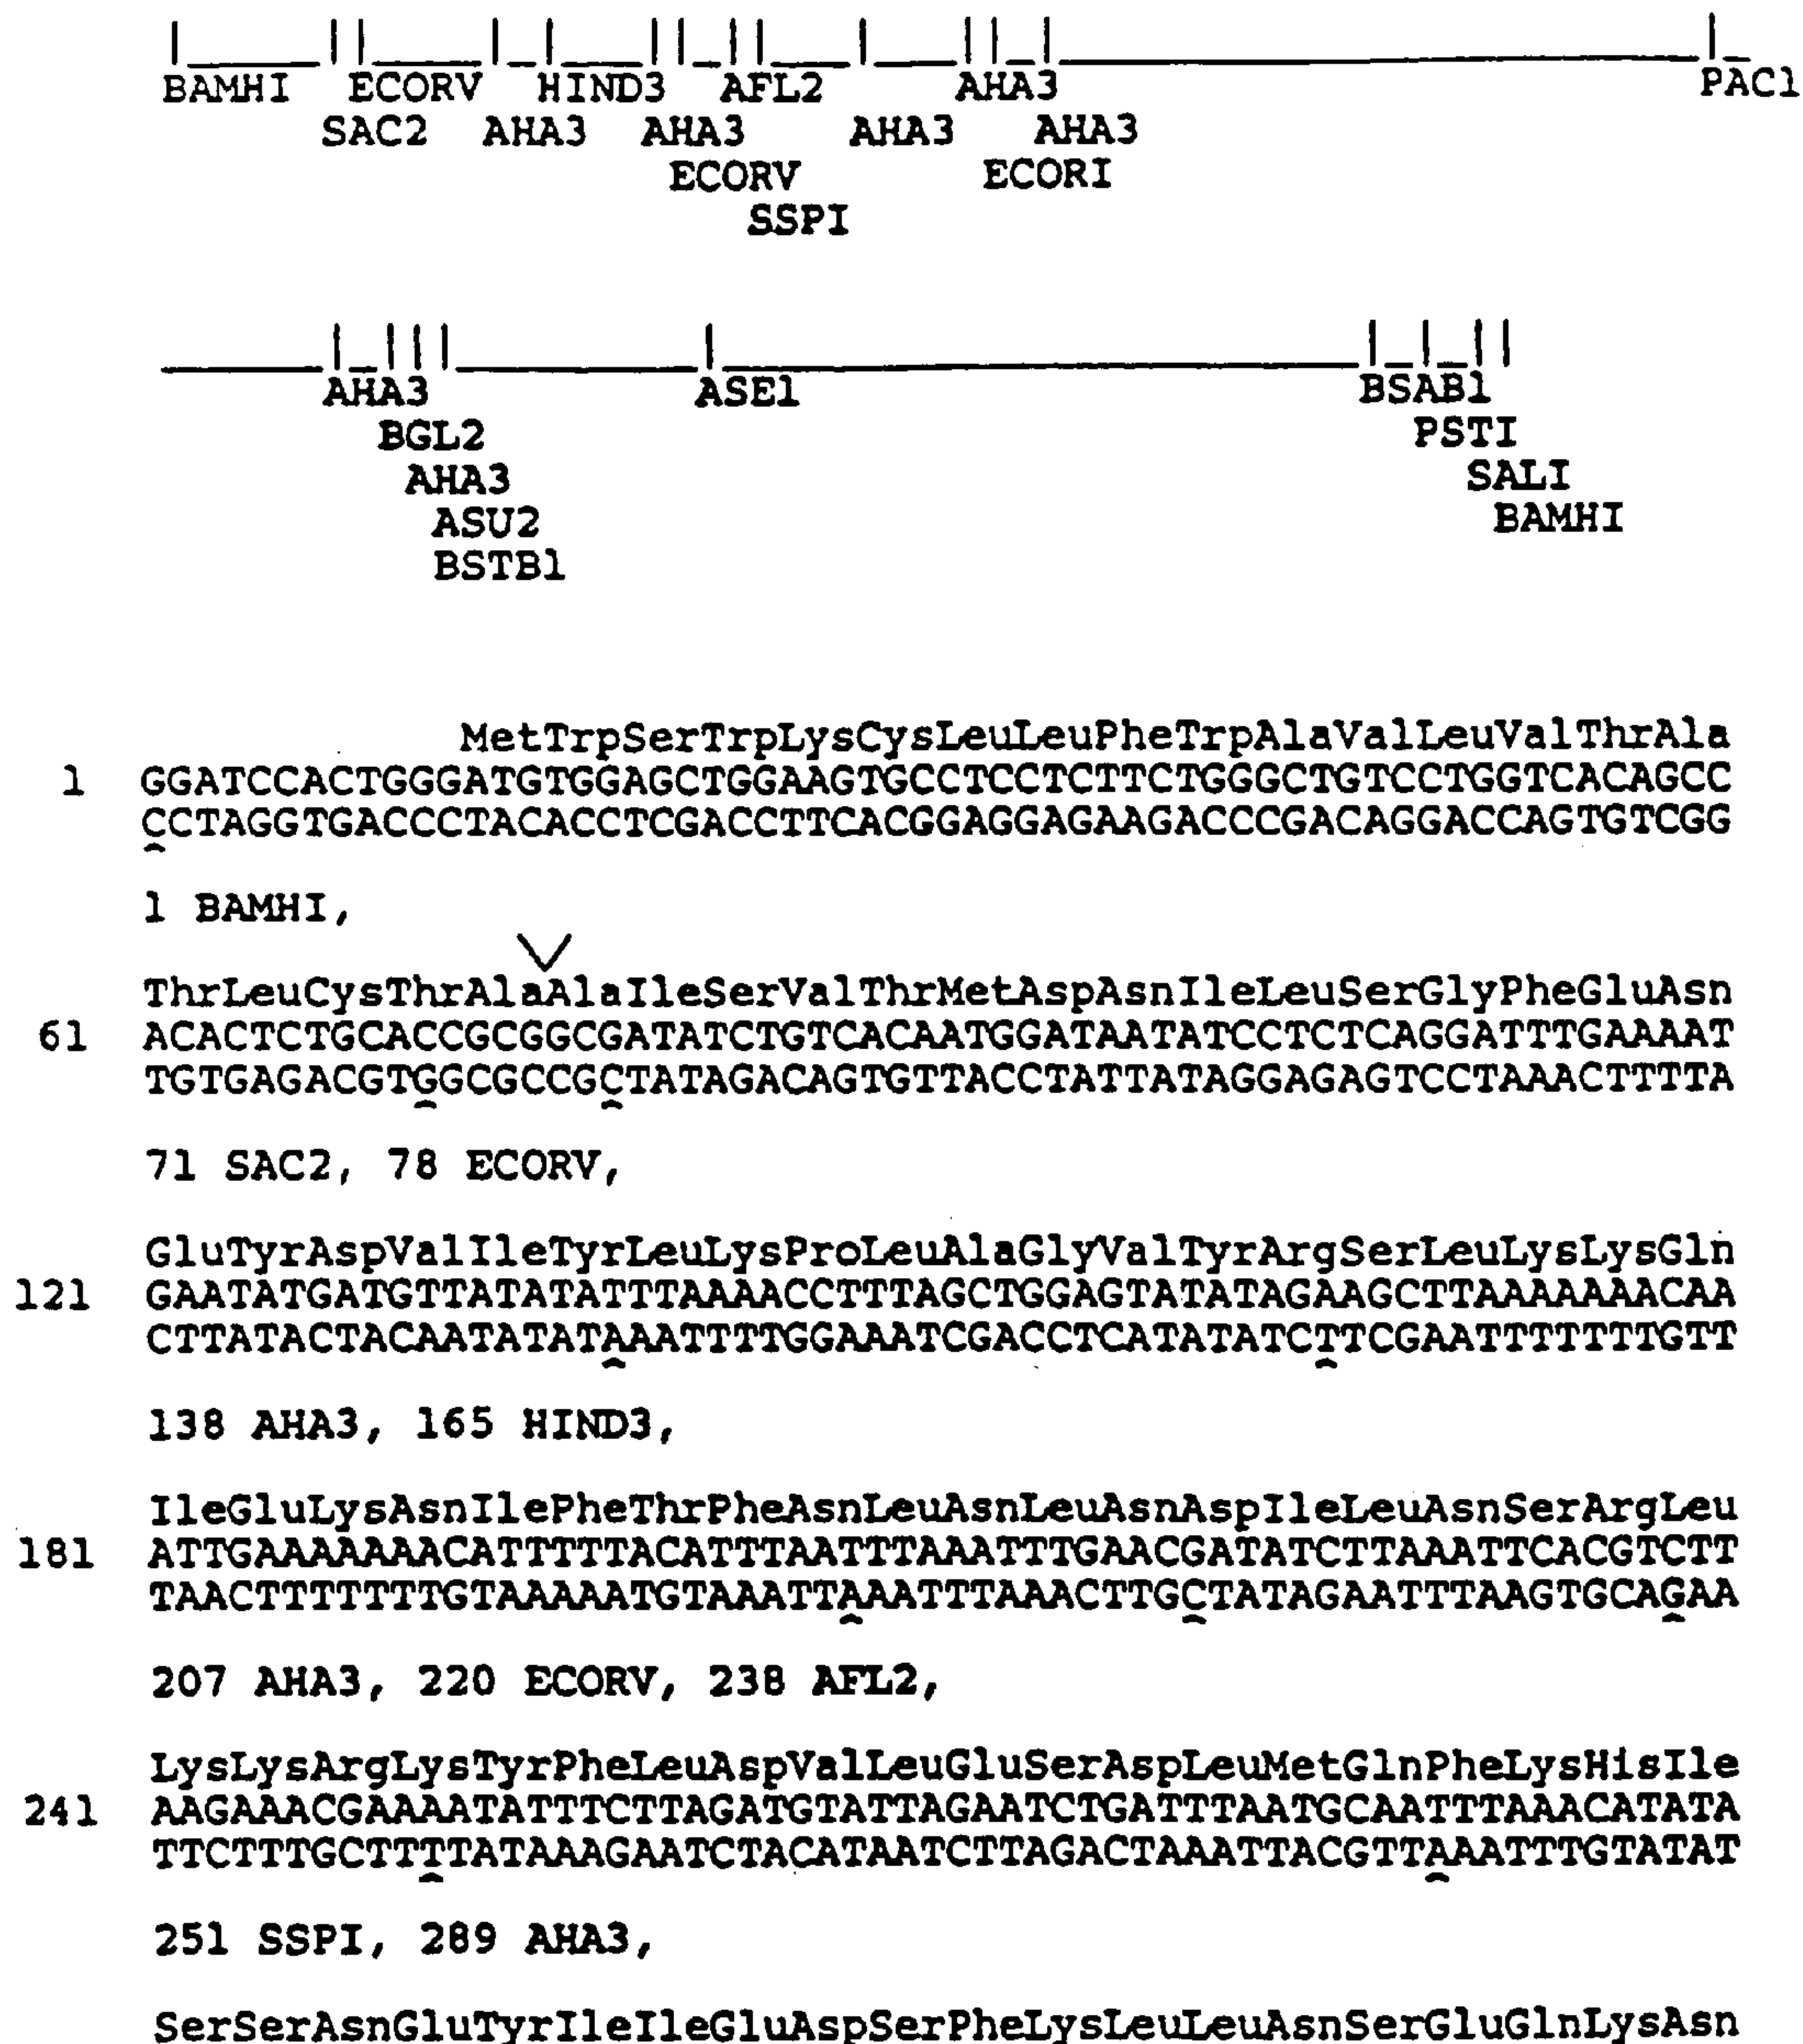 BAMHI ECORV HIND3 AFL2 AHA3 PAC1
SAC2 AHA3 AHA3 AHA3 AHA3
ECORV ECORI
SSPI
AHA3 ASE1 BSAB1
BGL2 PSTI
AHA3 SALI
ASU2 BAMHI
BSTB1
MetTrpSerTrpLysCysLeuLeuPheTrpAlaValLeuValThrAla
1 GGATCCACTGGGATGTGGAGCTGGAAGTGCCTCCTCTTCTGGGCTGTCCTGGTCACAGCC
CCTAGGTGACCCTACACCTCGACCTTCACGGAGGAGAAGACCCGACAGGACCAGTGTCGG
1 BAMHI,
ThrLeuCysThrAlaAlaIleSerValThrMetAspAsnIleLeuSerGlyPheGluAsn
61 ACACTCTGCACCGCGGCGATATCTGTCACAATGGATAATATCCTCTCAGGATTTGAAAAT
TGTGAGACGTGGCGCCGCTATAGACAGTGTTACCTATTATAGGAGAGTCCTAAACTTTTA
71 SAC2, 78 ECORV,
GluTyrAspValIleTyrLeuLysProLeuAlaGlyValTyrArgSerLeuLysLysGln
121 GAATATGATGTTATATATTTAAAACCTTTAGCTGGAGTATATAGAAGCTTAAAAAAACAA
CTTATACTACAATATATAAATTTTGGAAATCGACCTCATATATCTTCGAATTTTTTTGTT
138 AHA3, 165 HIND3,
IleGluLysAsnIlePheThrPheAsnLeuAsnLeuAsnAspIleLeuAsnSerArgLeu
181 ATTGAAAAAAACATTTTTACATTTAATTTAAATTTGAACGATATCTTAAATTCACGTCTT
TAACTTTTTTTGTAAAAATGTAAATTAAATTTAAACTTGCTATAGAATTTAAGTGCAGAA
207 AHA3, 220 ECORV, 238 AFL2,
LysLysArgLysTyrPheLeuAspValLeuGluSerAspLeuMetGlnPheLysHisIle
241 AAGAAACGAAAATATTTCTTAGATGTATTAGAATCTGATTTAATGCAATTTAAACATATA
TTCTTTGCTTTTATAAAGAATCTACATAATCTTAGACTAAATTACGTTAAATTTGTATAT
251 SSPI, 289 AHA3,
SerSerAsnGluTyrIleIleGluAspSerPheLysLeuLeuAsnSerGluGlnLysAsn